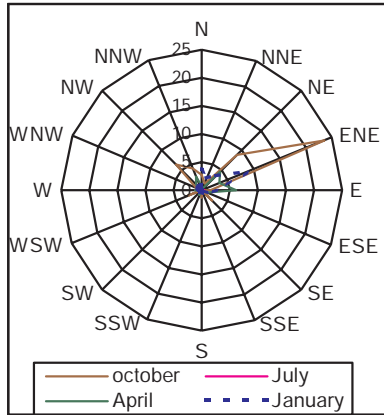 N
NNW NNE
NW NE
WNW ENE
W E
WSW ESE
SW SE
SSW SSE
S
25
20
15
10
5
0
october July
April January